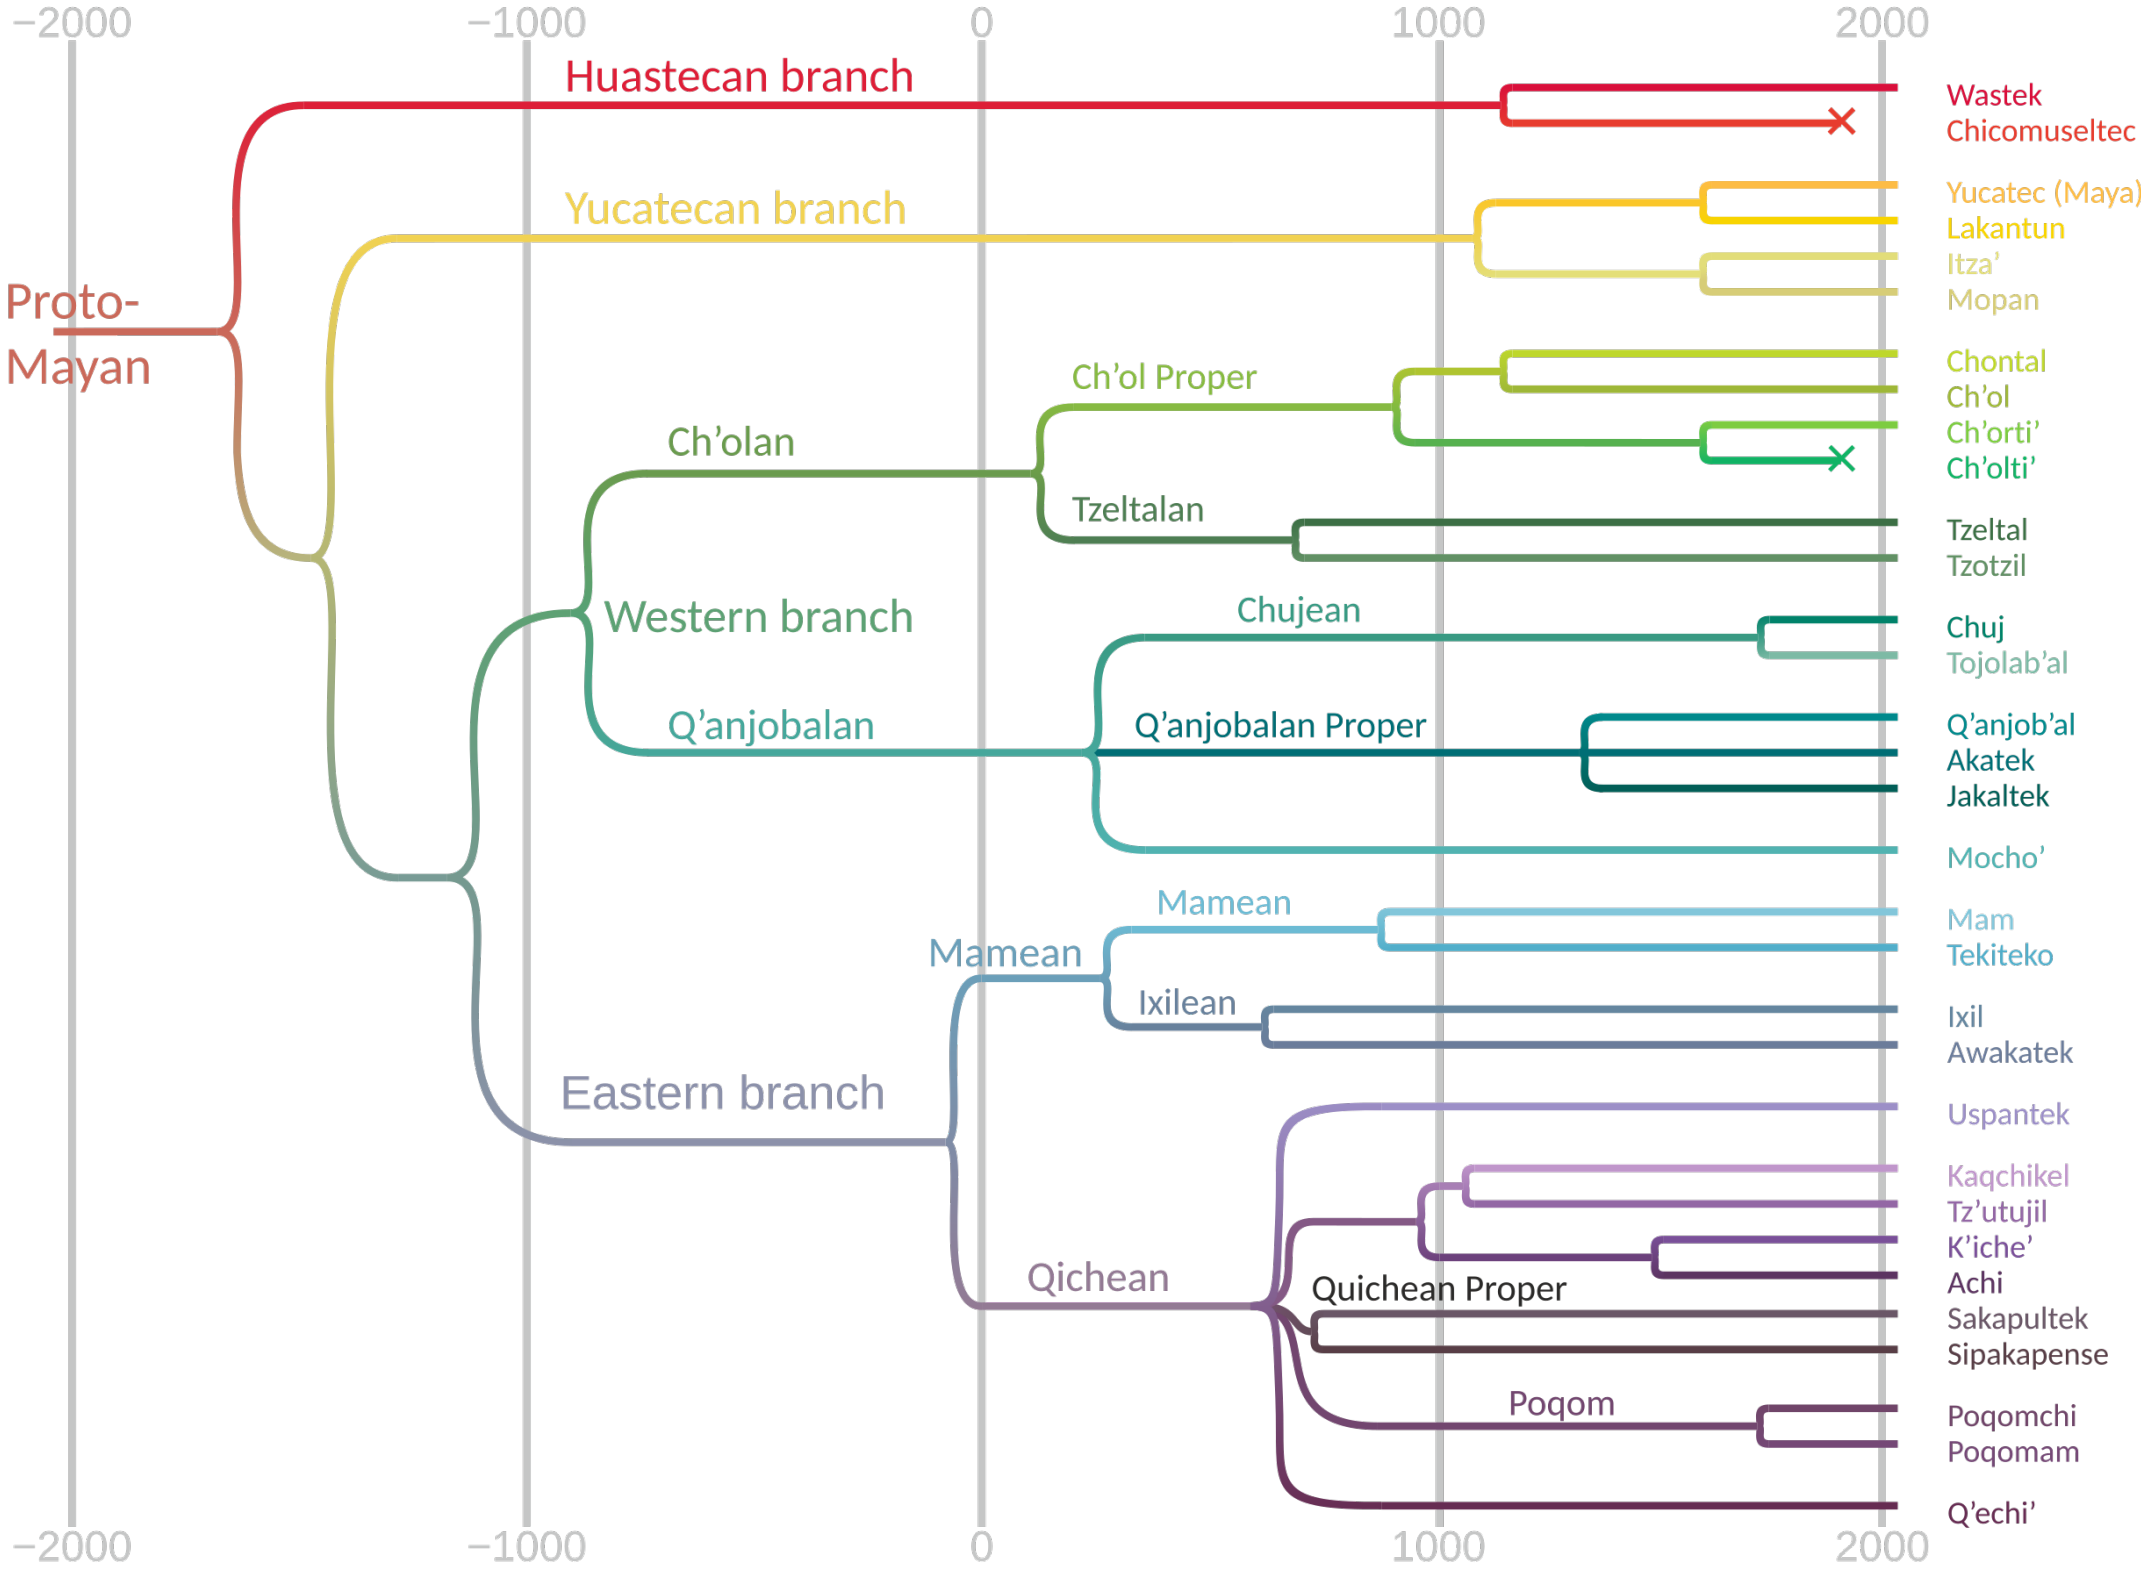 −2000 −1000 0 1000 2000
Huastecan branch
Wastek
Chicomuseltec
Yucatecan branch
Yucatec (Maya)
Lakantun
Itza’
Mopan
Proto-
Mayan
Ch’ol Proper
Chontal
Ch’ol
Ch’olan
Ch’orti’
Ch’olti’
Tzeltalan
Tzeltal
Tzotzil
Western branch
Chujean
Chuj
Tojolab’al
Q’anjobalan
Q’anjobalan Proper
Q’anjob’al
Akatek
Jakaltek
Mocho’
Mamean
Mam
Mamean
Tekiteko
Ixilean
Ixil
Awakatek
Eastern branch
Uspantek
Kaqchikel
Tz’utujil
K’iche’
Qichean
Quichean Proper
Achi
Sakapultek
Sipakapense
Poqom
Poqomchi
Poqomam
Q’echi’
−2000 −1000 0 1000 2000